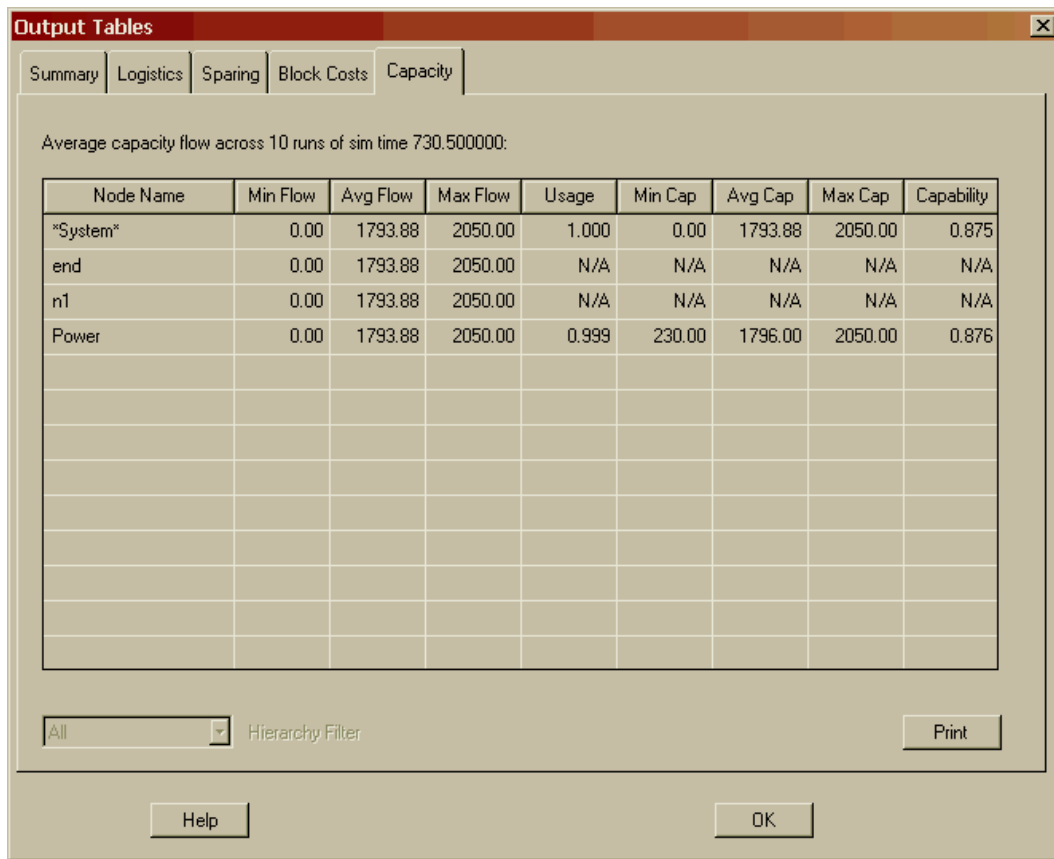 Output Tables
Summary Logistics Sparing Block Costs Capacity
Average capacity flow across 10 runs of sim time 730.500000:
Node Name Min Flow Avg Flow Max Flow Usage Min Cap Avg Cap Max Cap Capability
*System* 0.00 1793.88 2050.00 1.000 0.00 1793.88 2050.00 0.875
end 0.00 1793.88 2050.00 N/A N/A N/A N/A N/A
n1 0.00 1793.88 2050.00 N/A N/A N/A N/A N/A
Power 0.00 1793.88 2050.00 0.999 230.00 1796.00 2050.00 0.876
All Hierarchy Filter Print
Help OK